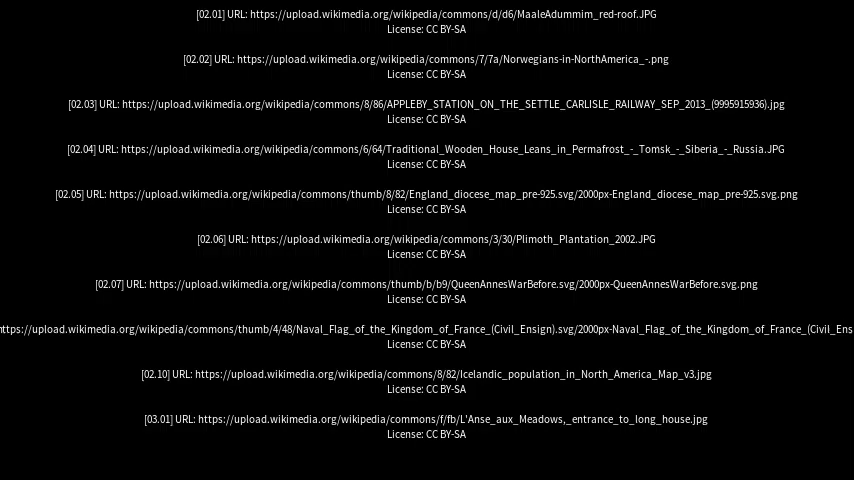 [02.01] URL: https://upload.wikimedia.org/wikipedia/commons/d/d6/MaaleAdummim_red-roof.JPG
License: CC BY-SA
[02.02] URL: https://upload.wikimedia.org/wikipedia/commons/7/7a/Norwegians-in-NorthAmerica_-.png
License: CC BY-SA
[02.03] URL: https://upload.wikimedia.org/wikipedia/commons/8/86/APPLEBY_STATION_ON_THE_SETTLE_CARLISLE_RAILWAY_SEP_2013_(9995915936).jpg
License: CC BY-SA
[02.04] URL: https://upload.wikimedia.org/wikipedia/commons/6/64/Traditional_Wooden_House_Leans_in_Permafrost_-_Tomsk_-_Siberia_-_Russia.JPG
License: CC BY-SA
[02.05] URL: https://upload.wikimedia.org/wikipedia/commons/thumb/8/82/England_diocese_map_pre-925.svg/2000px-England_diocese_map_pre-925.svg.png
License: CC BY-SA
[02.06] URL: https://upload.wikimedia.org/wikipedia/commons/3/30/Plimoth_Plantation_2002.JPG
License: CC BY-SA
[02.07] URL: https://upload.wikimedia.org/wikipedia/commons/thumb/b/b9/QueenAnnesWarBefore.svg/2000px-QueenAnnesWarBefore.svg.png
License: CC BY-SA
https://upload.wikimedia.org/wikipedia/commons/thumb/4/48/Naval_Flag_of_the_Kingdom_of_France_(Civil_Ensign).svg/2000px-Naval_Flag_of_the_Kingdom_of_France_(Civil_Ens
License: CC BY-SA
[02.10] URL: https://upload.wikimedia.org/wikipedia/commons/8/82/Icelandic_population_in_North_America_Map_v3.jpg
License: CC BY-SA
[03.01] URL: https://upload.wikimedia.org/wikipedia/commons/f/fb/L'Anse_aux_Meadows,_entrance_to_long_house.jpg
License: CC BY-SA